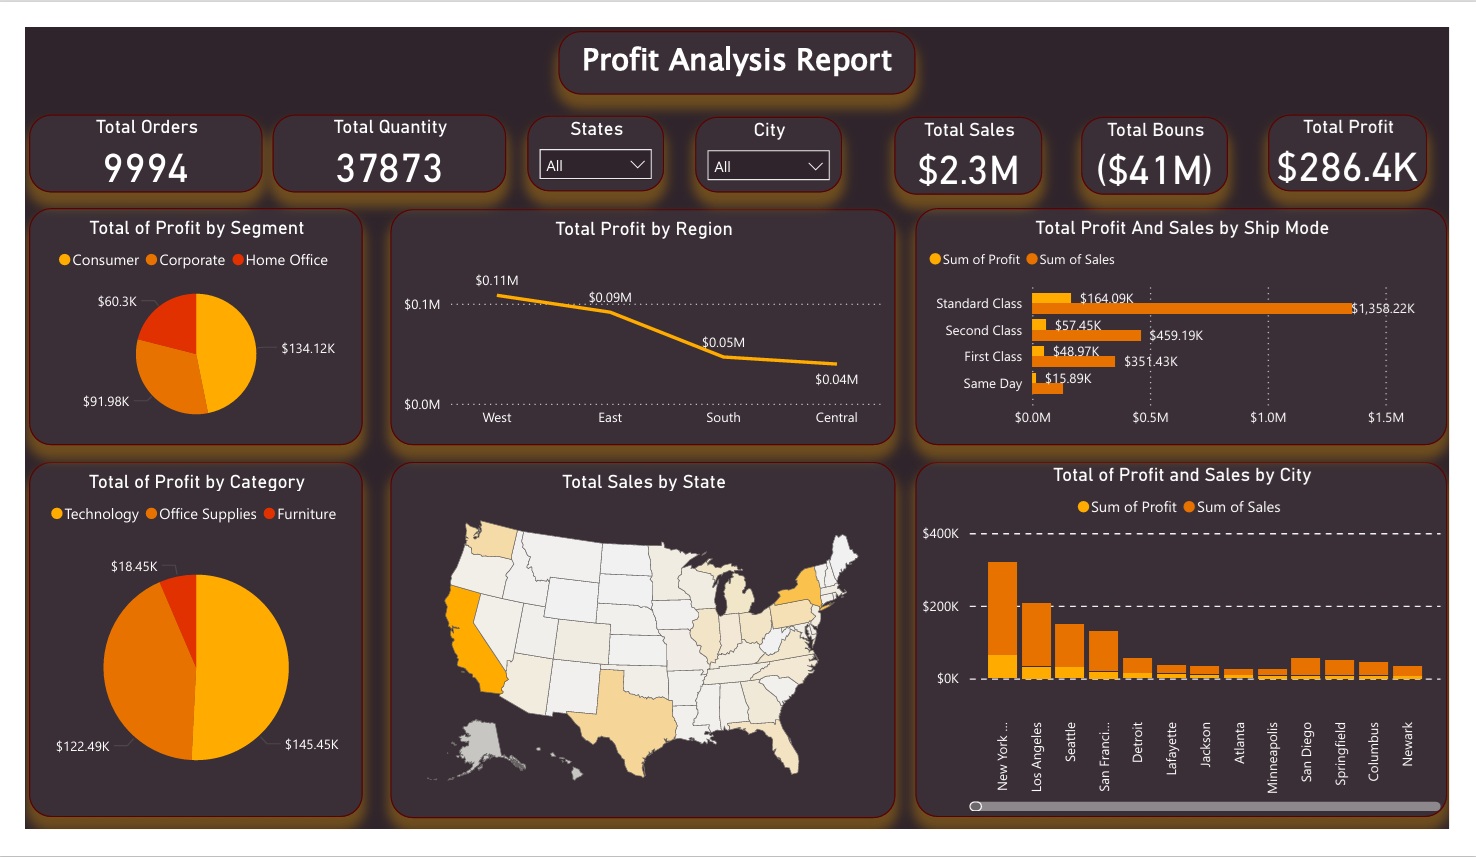 Profit Analysis Report
Total Orders
9994
Total Quantity
37873
States
All
City
All
Total Sales
$2.3M
Total Bouns
($41M)
Total Profit
$286.4K
Total of Profit by Segment
Consumer Corporate Home Office
$60.3K
$134.12K
$91.98K
Total Profit by Region
$0.11M
$0.1M
$0.09M
$0.05M
$0.04M
$0.0M
West East South Central
Total Profit And Sales by Ship Mode
Sum of Profit Sum of Sales
Standard Class $164.09K $1,358.22K
Second Class $57.45K $459.19K
First Class $48.97K $351.43K
Same Day $15.89K
$0.0M $0.5M $1.0M $1.5M
Total of Profit by Category
Technology Office Supplies Furniture
$18.45K
$122.49K
$145.45K
Total Sales by State
Total of Profit and Sales by City
Sum of Profit Sum of Sales
$400K
$200K
$0K
New York ...
Los Angeles
Seattle
San Franci...
Detroit
Lafayette
Jackson
Atlanta
Minneapolis
San Diego
Springfield
Columbus
Newark